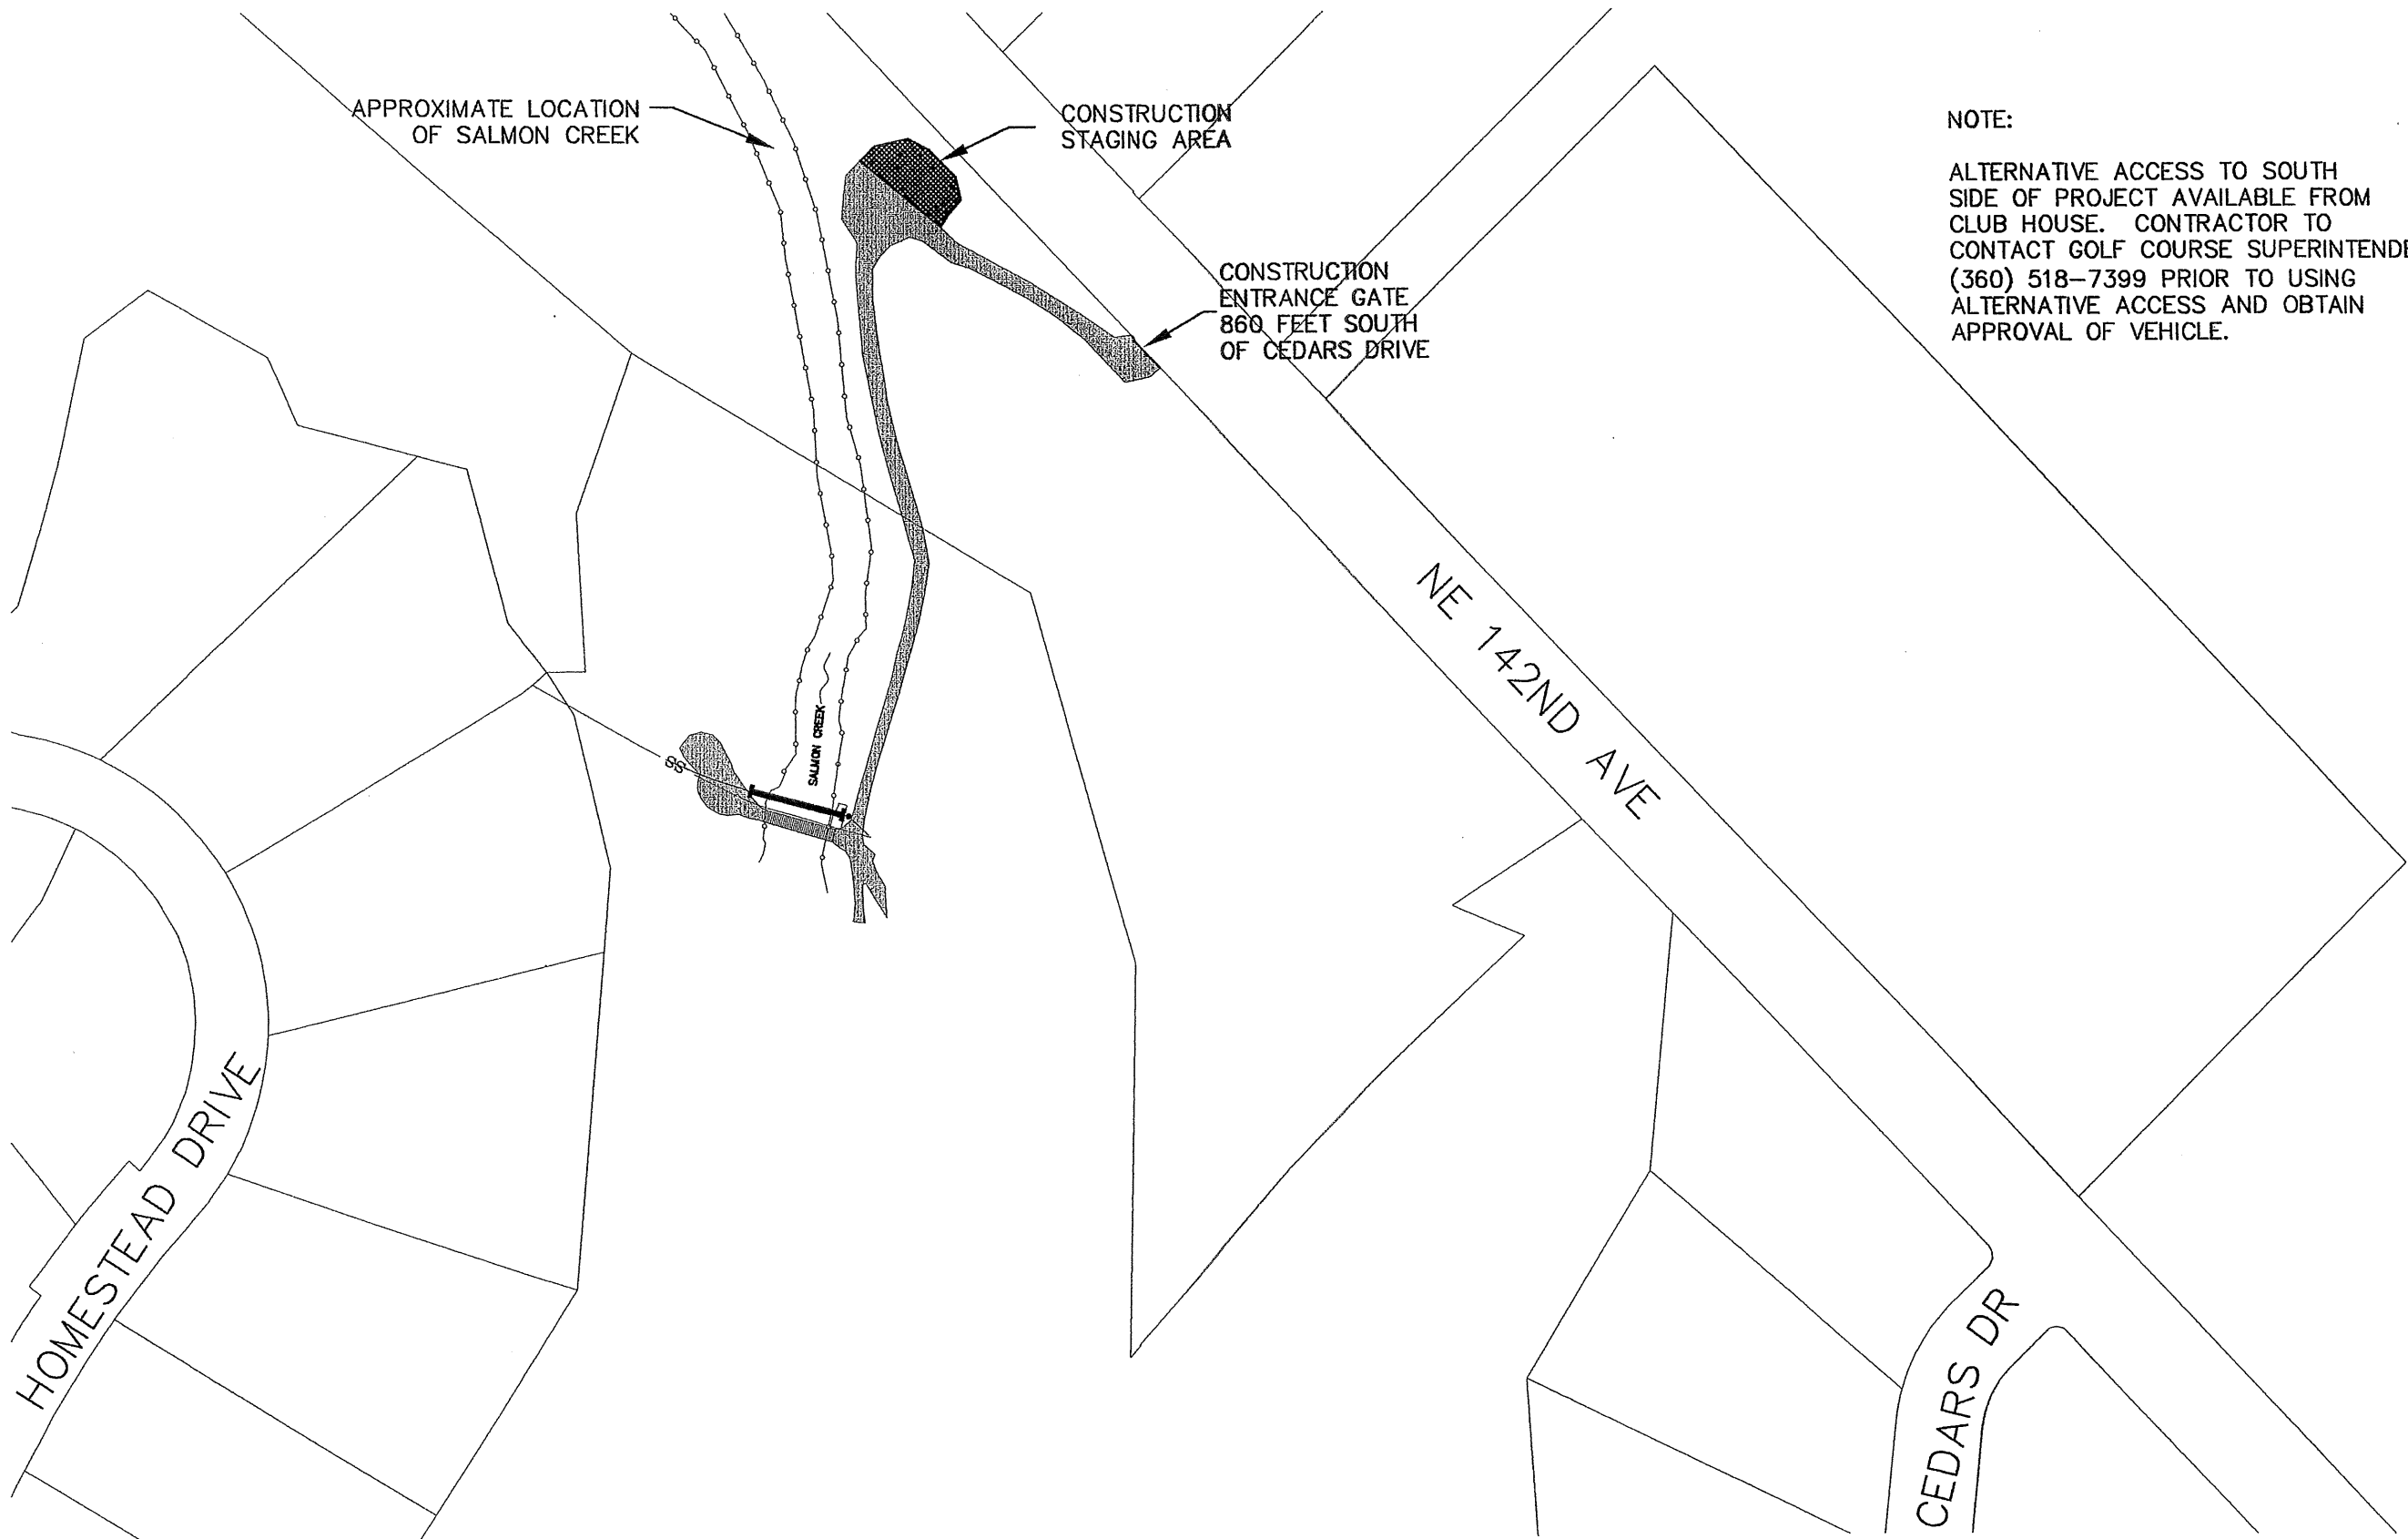 APPROXIMATE LOCATION
OF SALMON CREEK
CONSTRUCTION
STAGING AREA
NOTE:
ALTERNATIVE ACCESS TO SOUTH
SIDE OF PROJECT AVAILABLE FROM
CLUB HOUSE. CONTRACTOR TO
CONTACT GOLF COURSE SUPERINTENDE
(360) 518-7399 PRIOR TO USING
ALTERNATIVE ACCESS AND OBTAIN
APPROVAL OF VEHICLE.
CONSTRUCTION
ENTRANCE GATE
860 FEET SOUTH
OF CEDARS DRIVE
NE 142ND AVE
SALMON CREEK
SS
HOMESTEAD DRIVE
CEDARS DR